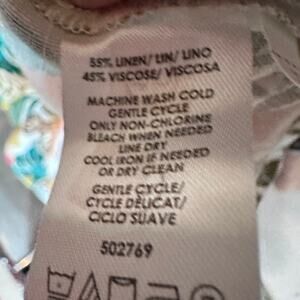 55% LINEN/ LIN/ LINO
45% VISCOSE/ VISCOSA
MACHINE WASH COLD
GENTLE CYCLE
ONLY NON-CHLORINE
BLEACH WHEN NEEDED
LINE DRY
COOL IRON IF NEEDED
OR DRY CLEAN
GENTLE CYCLE/
CYCLE DÉLICAT/
CICLO SUAVE
502769